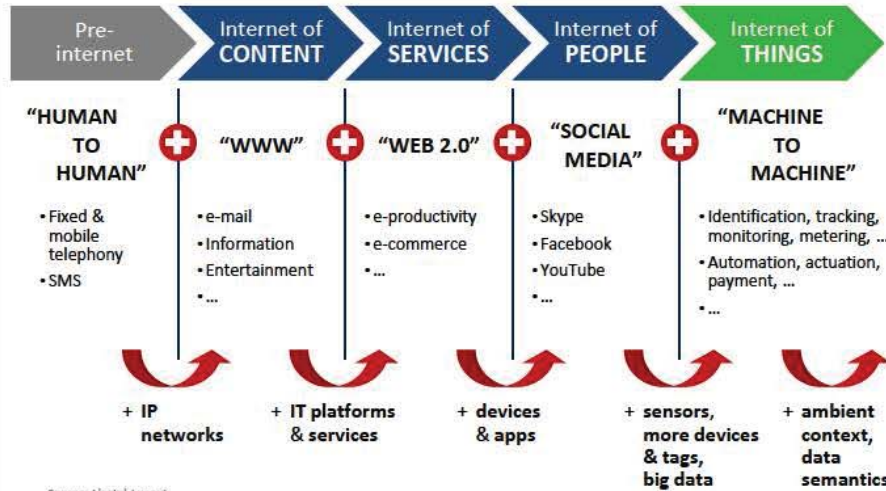 Pre-
internet
Internet of
CONTENT
Internet of
SERVICES
Internet of
PEOPLE
Internet of
THINGS
“HUMAN
TO
HUMAN”
• Fixed &
mobile
telephony
• SMS
“WWW”
• e-mail
• Information
• Entertainment
• ...
“WEB 2.0”
• e-productivity
• e-commerce
• ...
“SOCIAL
MEDIA”
• Skype
• Facebook
• YouTube
• ...
“MACHINE
TO
MACHINE”
• Identification, tracking,
monitoring, metering, ...
• Automation, actuation,
payment, ...
• ...
+ IP
networks
+ IT platforms
& services
+ devices
& apps
+ sensors,
more devices
& tags,
big data
+ ambient
context,
data
semantics